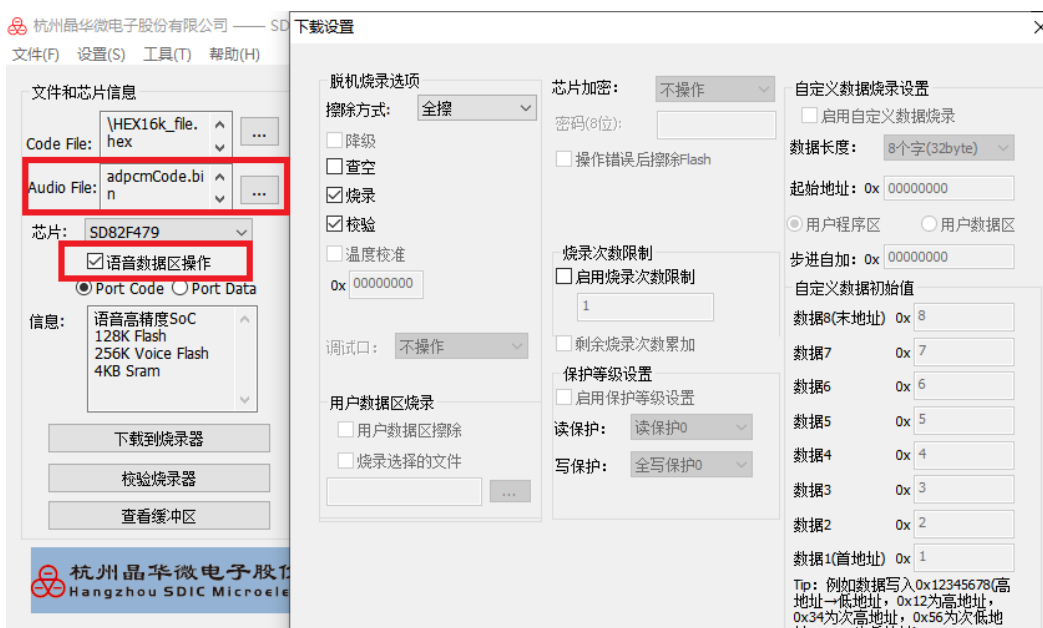 杭州晶华微电子股份有限公司 —— SD
文件(F) 设置(S) 工具(T) 帮助(H)
文件和芯片信息
Code File:
\HEX16k_file.
hex
...
Audio File:
adpcmCode.bi
n
...
芯片:
SD82F479
语音数据区操作
Port Code
Port Data
信息:
语音高精度SoC
128K Flash
256K Voice Flash
4KB Sram
下载到烧录器
校验烧录器
查看缓冲区
杭州晶华微电子股
Hangzhou SDIC Microele
下载设置
脱机烧录选项
擦除方式:
全擦
降级
查空
烧录
校验
温度校准
0x 00000000
调试口:
不操作
用户数据区烧录
用户数据区擦除
烧录选择的文件
...
芯片加密:
不操作
密码(8位):
操作错误后擦除Flash
烧录次数限制
启用烧录次数限制
1
剩余烧录次数累加
保护等级设置
启用保护等级设置
读保护:
读保护0
写保护:
全写保护0
自定义数据烧录设置
启用自定义数据烧录
数据长度:
8个字(32byte)
起始地址: 0x 00000000
用户程序区
用户数据区
步进自加: 0x 00000000
自定义数据初始值
数据8(末地址) 0x 8
数据7 0x 7
数据6 0x 6
数据5 0x 5
数据4 0x 4
数据3 0x 3
数据2 0x 2
数据1(首地址) 0x 1
Tip: 例如数据写入0x12345678(高
地址→低地址, 0x12为高地址,
0x34为次高地址, 0x56为次低地